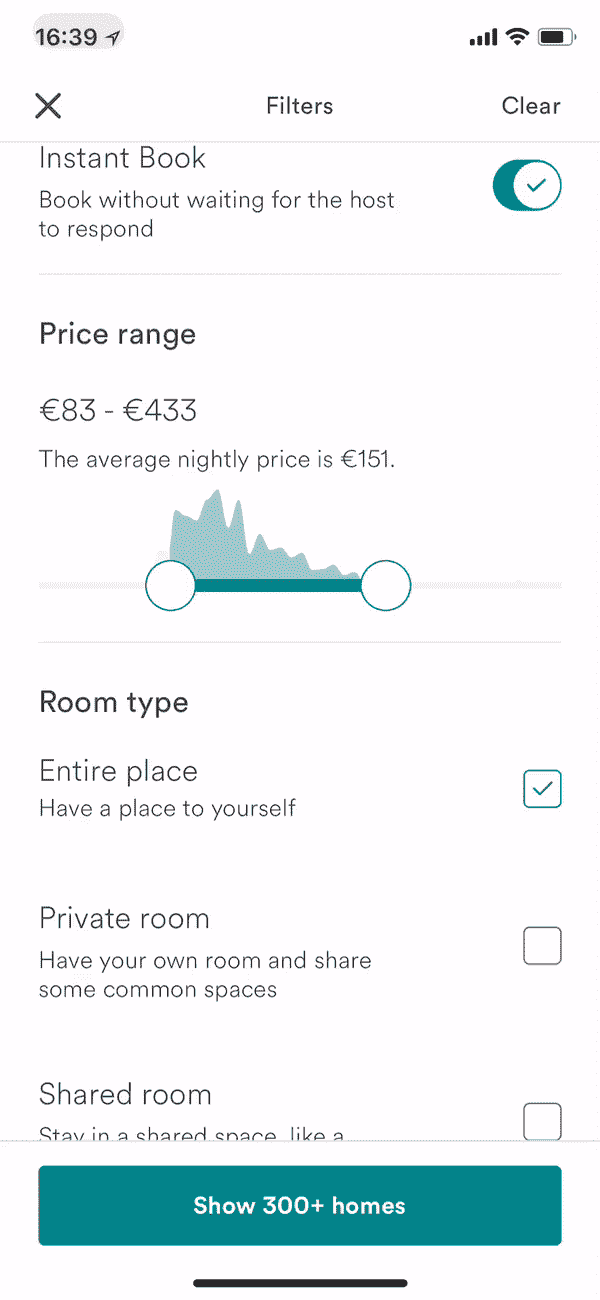 16:39
Filters
Clear
Instant Book
Book without waiting for the host
to respond
Price range
€83 - €433
The average nightly price is €151.
Room type
Entire place
Have a place to yourself
Private room
Have your own room and share
some common spaces
Shared room
Stay in a shared space, like a
Show 300+ homes